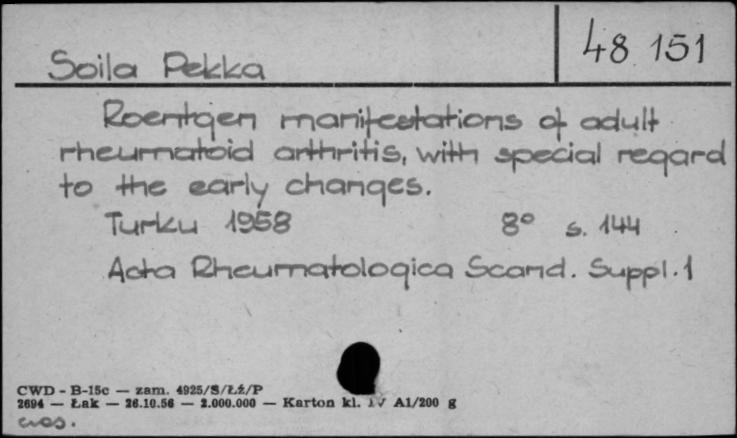 Soila Pekka
48 151
Roentgen manifestations of adult
rheumatoid arthritis, with special regard
to the early changes.
Turku 1958 8° s. 144
Acta Rheumatologica Scand. Suppl. 1
CWD - B-15c — zam. 4925/S/Łż/P
2694 — Łak — 26.10.56 — 2.000.000 — Karton kl. IV A1/200 g